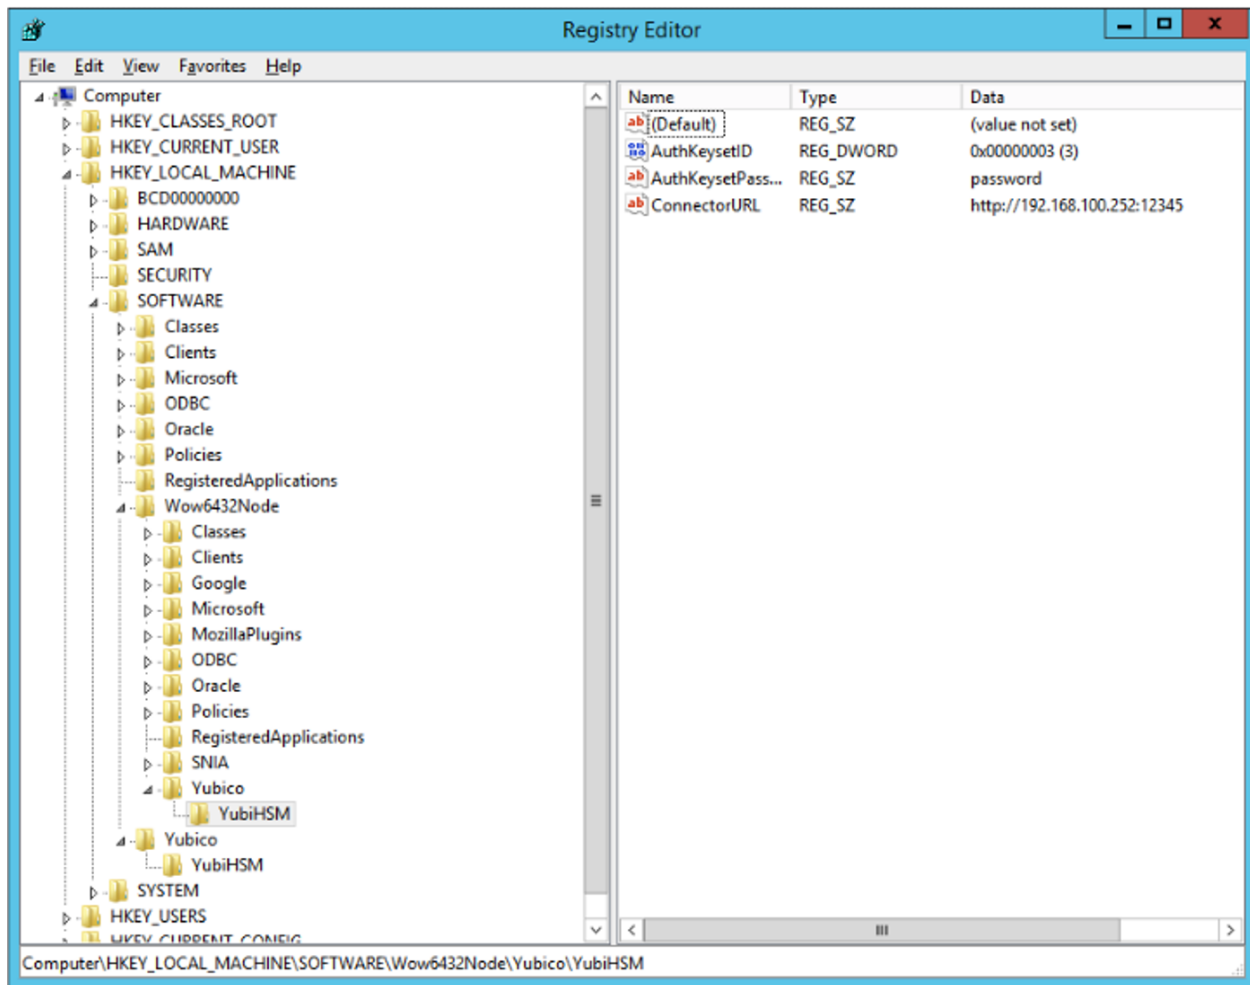 Registry Editor
File Edit View Favorites Help
Computer
HKEY_CLASSES_ROOT
HKEY_CURRENT_USER
HKEY_LOCAL_MACHINE
BCD00000000
HARDWARE
SAM
SECURITY
SOFTWARE
Classes
Clients
Microsoft
ODBC
Oracle
Policies
RegisteredApplications
Wow6432Node
Classes
Clients
Google
Microsoft
MozillaPlugins
ODBC
Oracle
Policies
RegisteredApplications
SNIA
Yubico
YubiHSM
Yubico
YubiHSM
SYSTEM
HKEY_USERS
HKEY_CURRENT_CONFIG
Name Type Data
(Default) REG_SZ (value not set)
AuthKeysetID REG_DWORD 0x00000003 (3)
AuthKeysetPass... REG_SZ password
ConnectorURL REG_SZ http://192.168.100.252:12345
Computer\HKEY_LOCAL_MACHINE\SOFTWARE\Wow6432Node\Yubico\YubiHSM